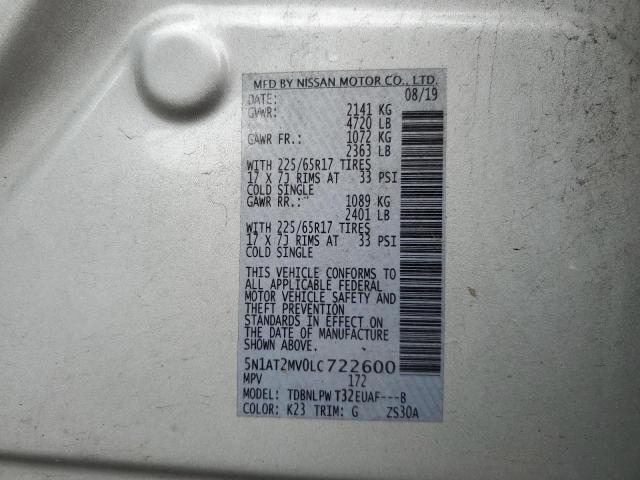 MFD BY NISSAN MOTOR CO., LTD.
DATE: 08/19
GVWR: 2141 KG
4720 LB
GAWR FR.: 1072 KG
2363 LB
WITH 225/65R17 TIRES
17 X 7J RIMS AT 33 PSI
COLD SINGLE
GAWR RR.: 1089 KG
2401 LB
WITH 225/65R17 TIRES
17 X 7J RIMS AT 33 PSI
COLD SINGLE
THIS VEHICLE CONFORMS TO
ALL APPLICABLE FEDERAL
MOTOR VEHICLE SAFETY AND
THEFT PREVENTION
STANDARDS IN EFFECT ON
THE DATE OF MANUFACTURE
SHOWN ABOVE.
5N1AT2MV0LC722600
MPV 172
MODEL: TDBNLPW T32EUAF---B
COLOR: K23 TRIM: G ZS30A